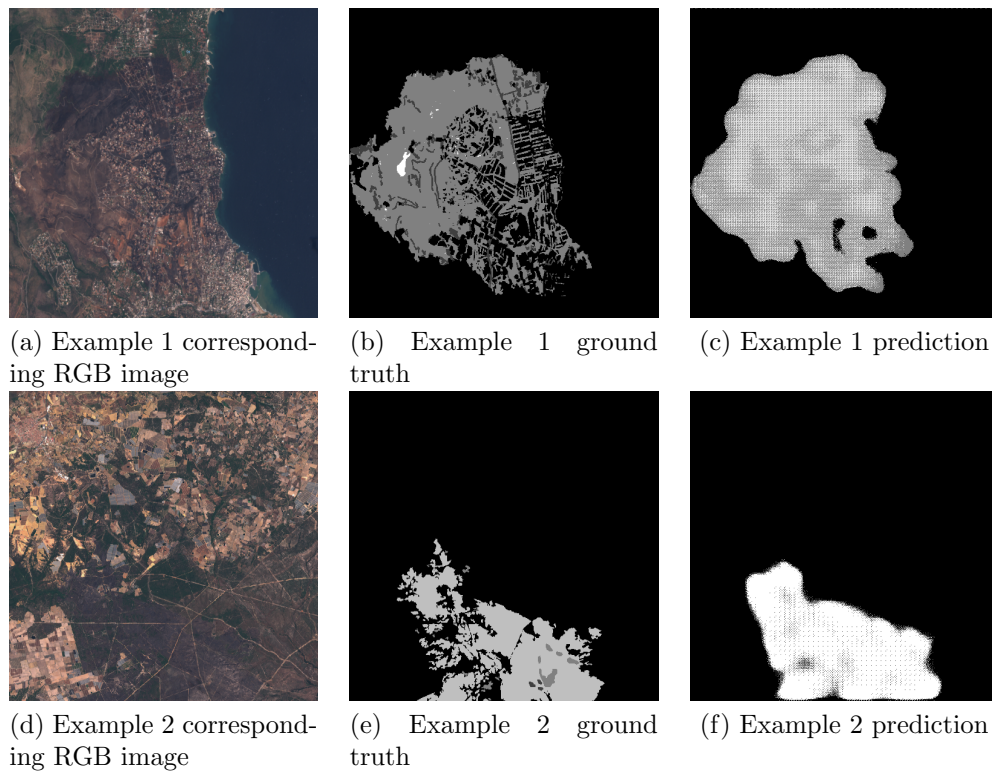 (a) Example 1 correspond-
ing RGB image
(b) Example 1 ground
truth
(c) Example 1 prediction
(d) Example 2 correspond-
ing RGB image
(e) Example 2 ground
truth
(f) Example 2 prediction